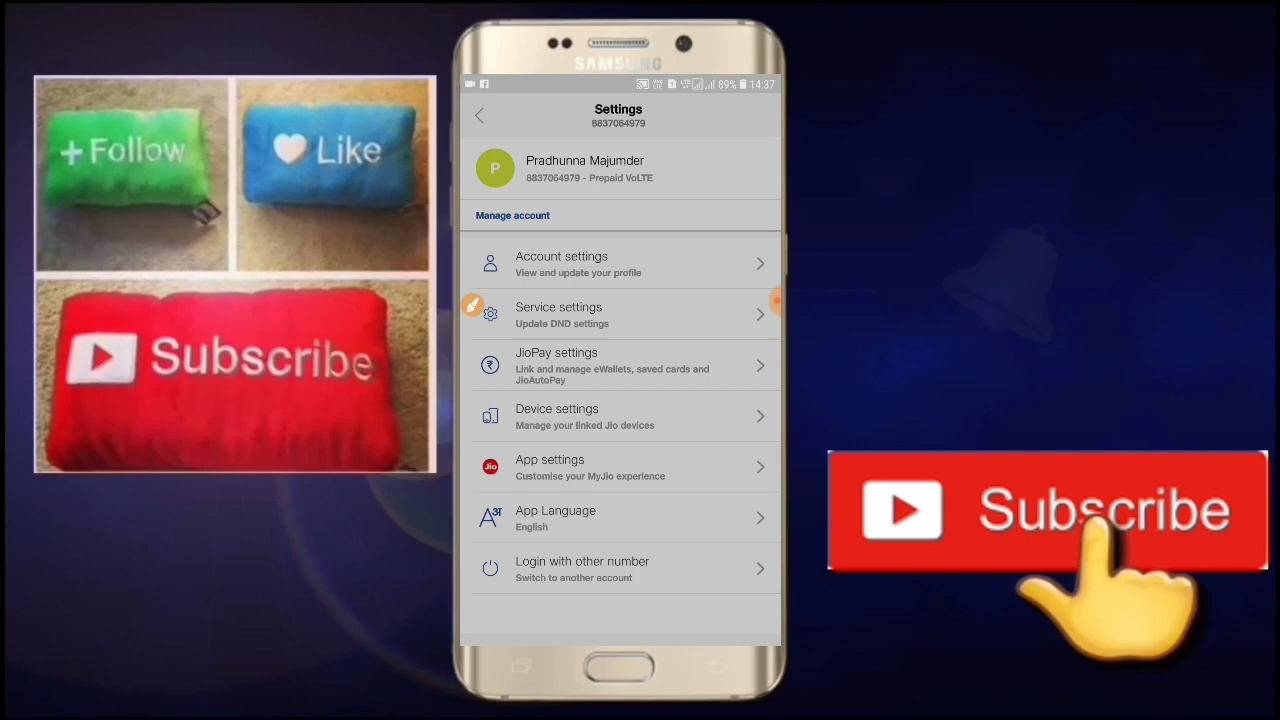 + Follow
Like
Subscribe
SAMSUNG
89% 14:37
Settings
8837064979
P
Pradhunna Majumder
8837064979 - Prepaid VoLTE
Manage account
Account settings
View and update your profile
Service settings
Update DND settings
JioPay settings
Link and manage eWallets, saved cards and
JioAutoPay
Device settings
Manage your linked Jio devices
Jio
App settings
Customise your MyJio experience
A अ
App Language
English
Login with other number
Switch to another account
Subscribe